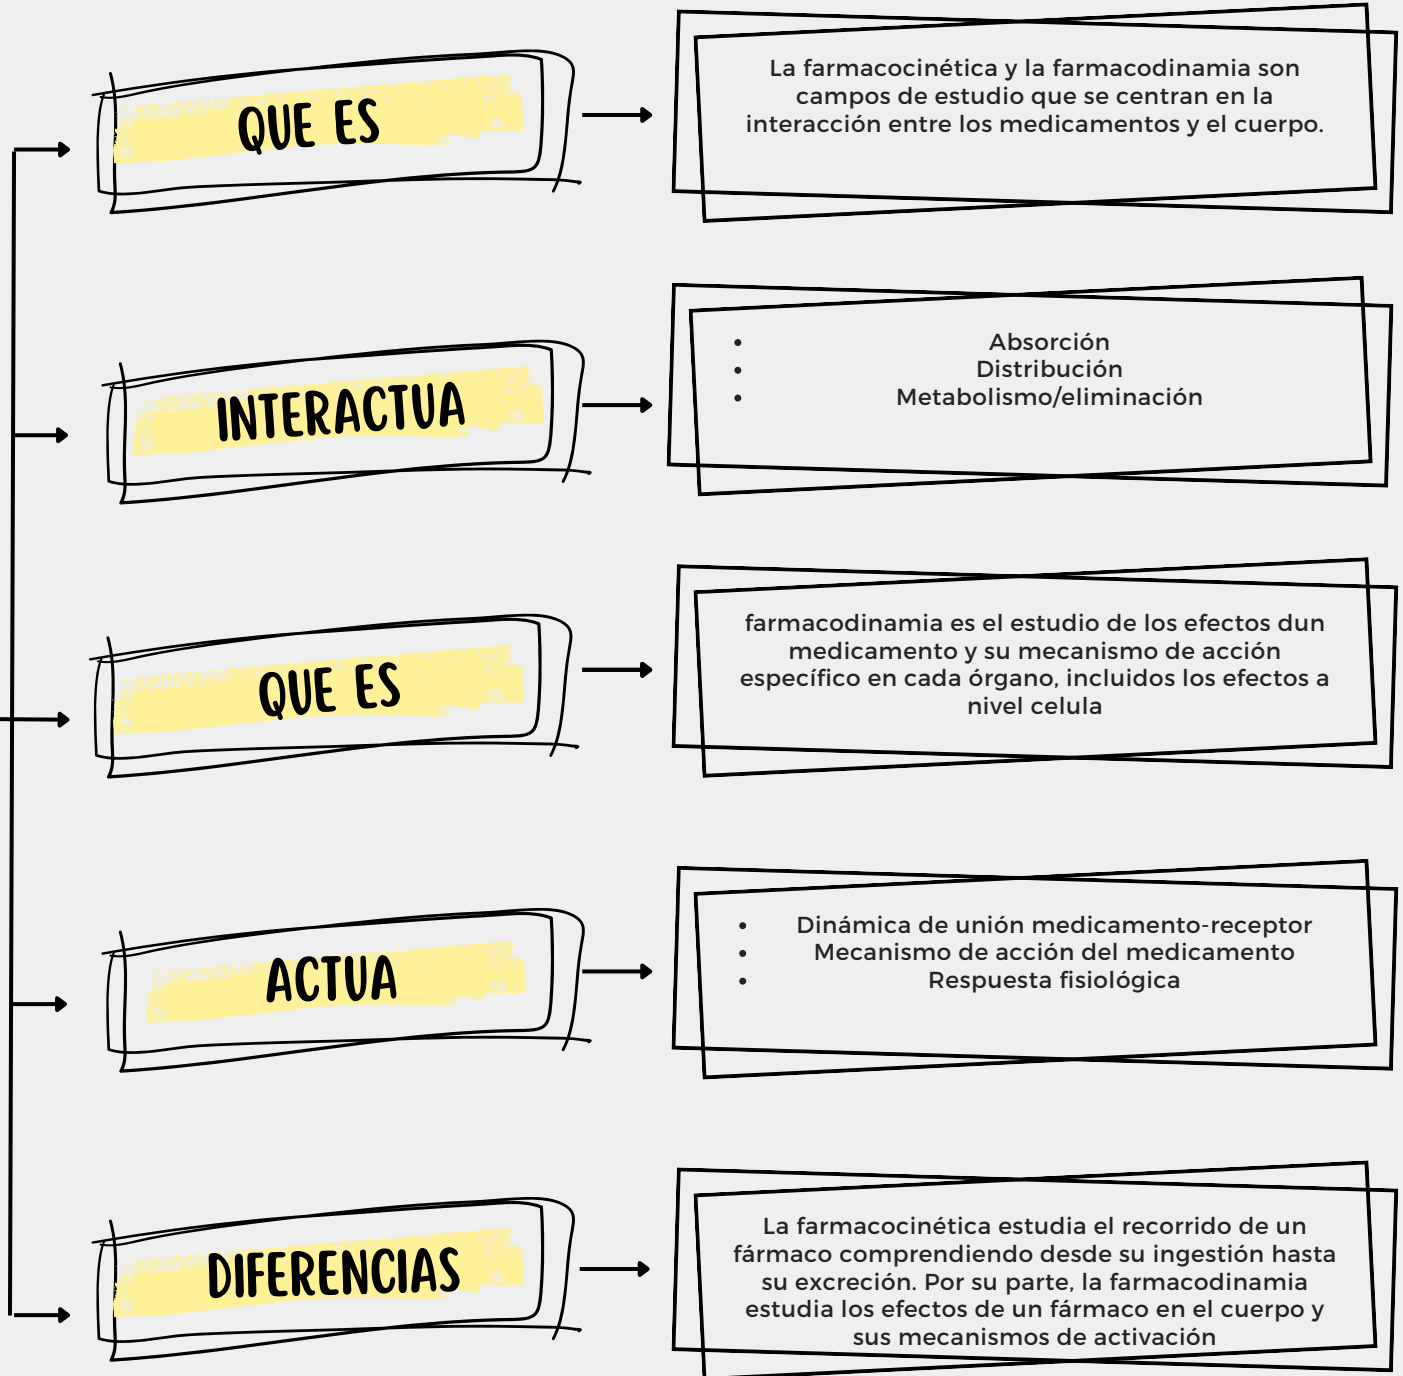 QUE ES
La farmacocinética y la farmacodinamia son
campos de estudio que se centran en la
interacción entre los medicamentos y el cuerpo.
INTERACTUA
• Absorción
• Distribución
• Metabolismo/eliminación
QUE ES
farmacodinamia es el estudio de los efectos dun
medicamento y su mecanismo de acción
específico en cada órgano, incluidos los efectos a
nivel celula
ACTUA
• Dinámica de unión medicamento-receptor
• Mecanismo de acción del medicamento
• Respuesta fisiológica
DIFERENCIAS
La farmacocinética estudia el recorrido de un
fármaco comprendiendo desde su ingestión hasta
su excreción. Por su parte, la farmacodinamia
estudia los efectos de un fármaco en el cuerpo y
sus mecanismos de activación